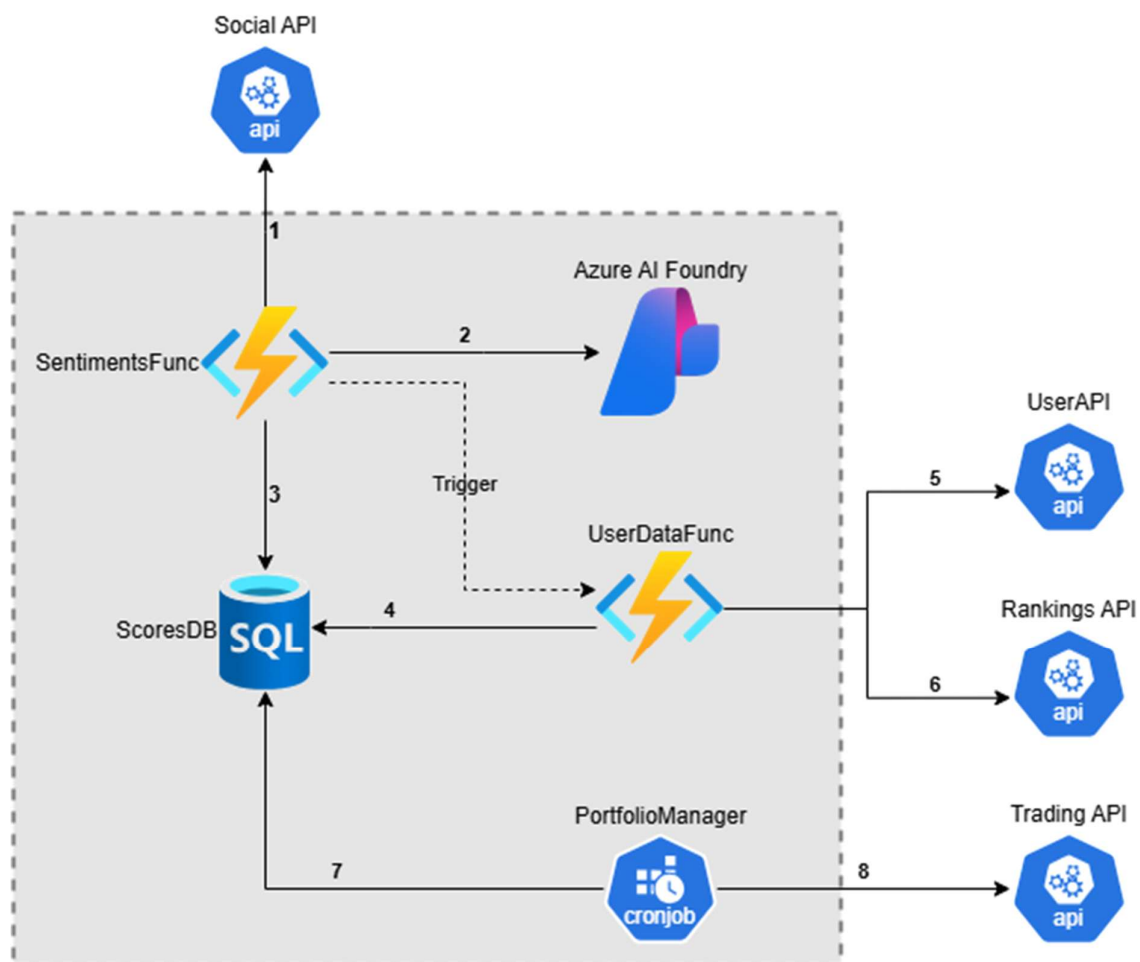 Social API
api
1
Azure AI Foundry
SentimentsFunc
2
UserAPI
api
3
Trigger
5
UserDataFunc
ScoresDB
SQL
4
Rankings API
api
6
PortfolioManager
cronjob
Trading API
api
7
8